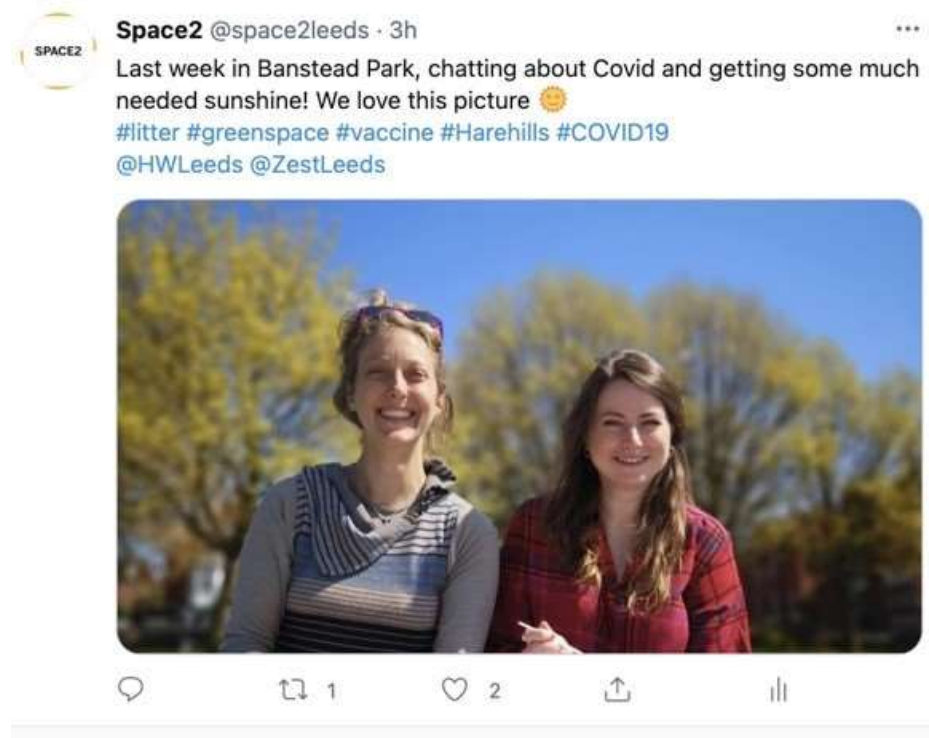 SPACE2
Space2 @space2leeds · 3h
Last week in Banstead Park, chatting about Covid and getting some much
needed sunshine! We love this picture 🌞
#litter #greenspace #vaccine #Harehills #COVID19
@HWLeeds @ZestLeeds
1 2